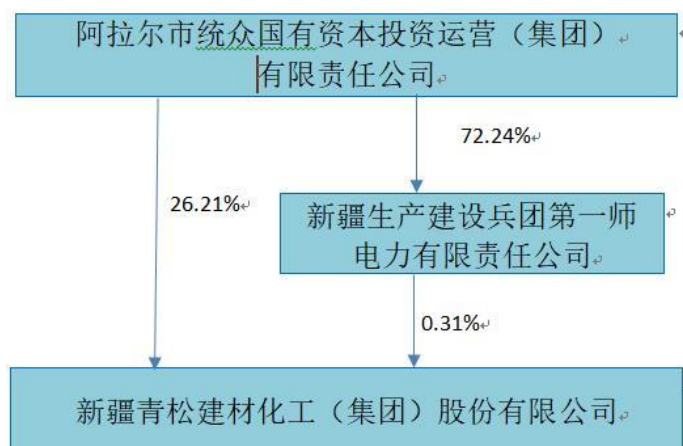 阿拉尔市统众国有资本投资运营（集团）
有限责任公司
72.24%
26.21%
新疆生产建设兵团第一师
电力有限责任公司
0.31%
新疆青松建材化工（集团）股份有限公司